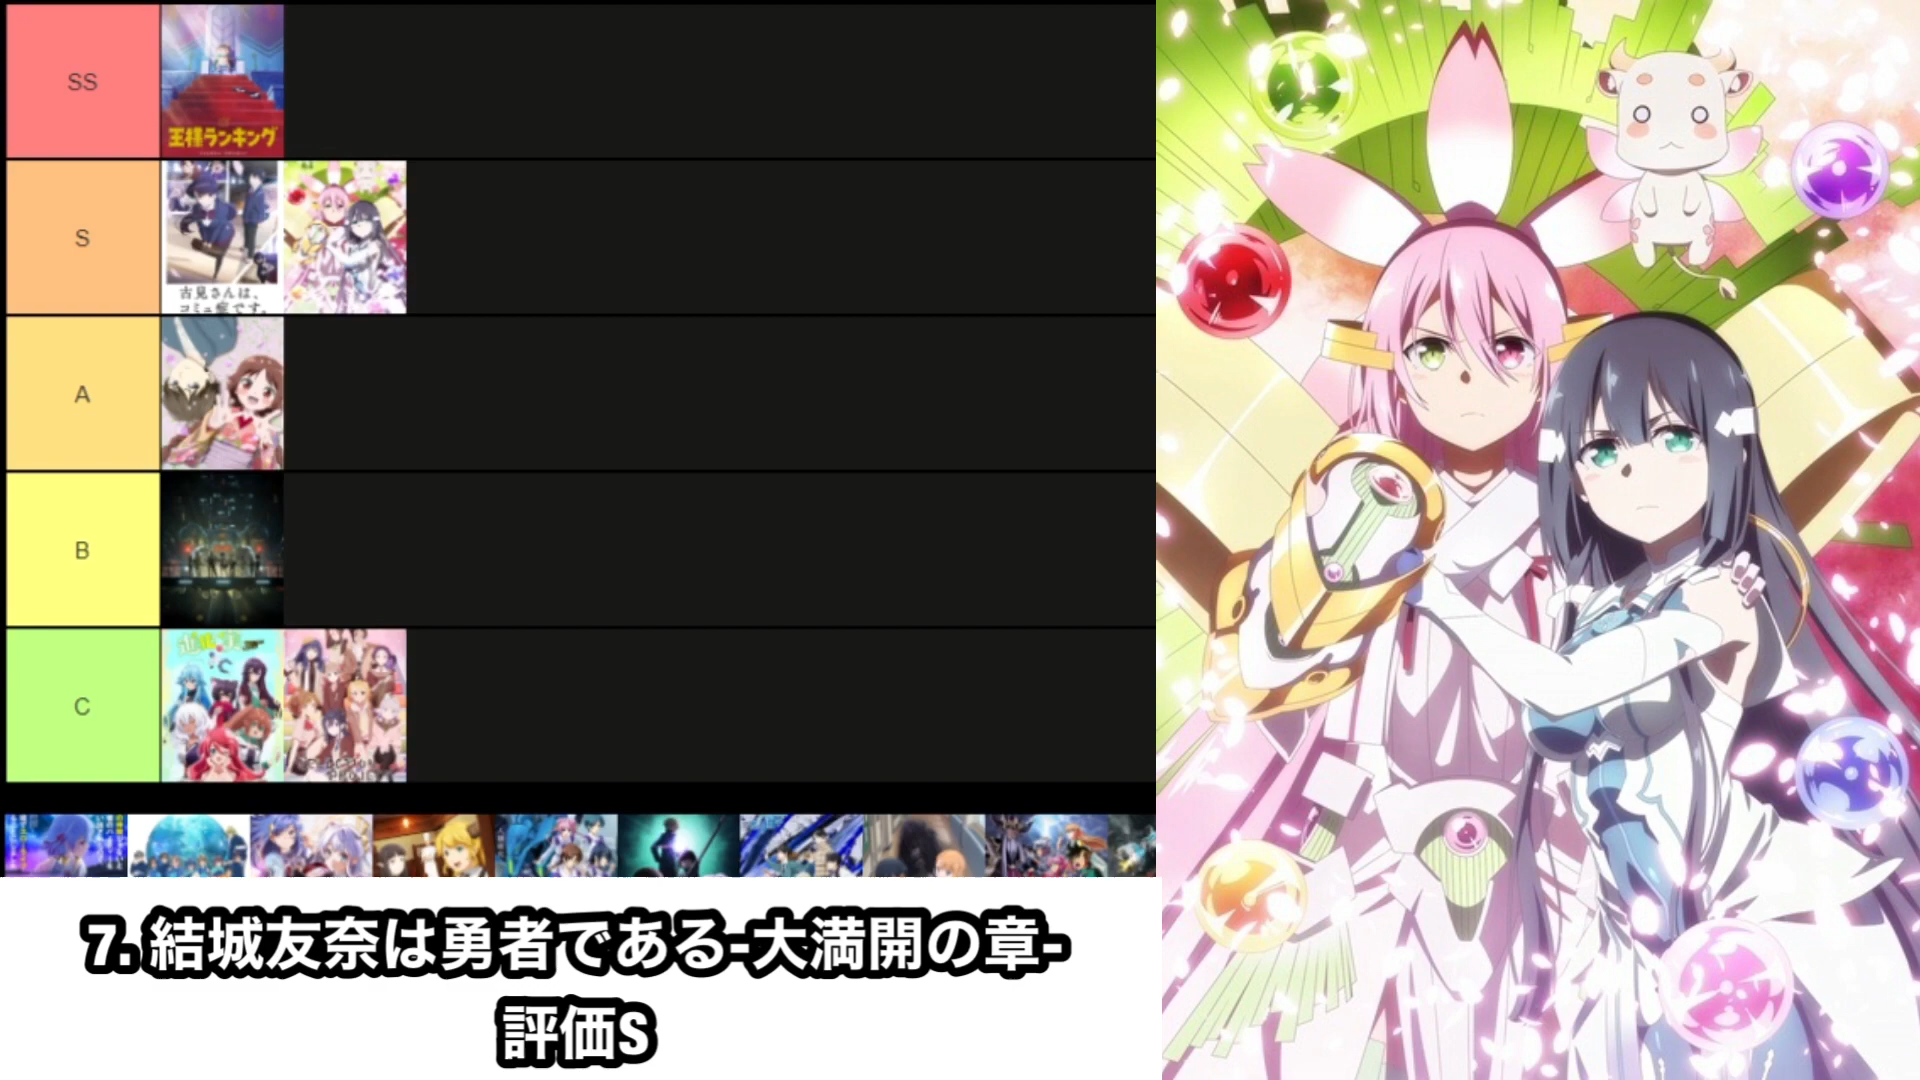 SS
王様ランキング
S
古見さんは、
コミュ症です。
A
B
C
7. 結城友奈は勇者である-大満開の章-
評価S